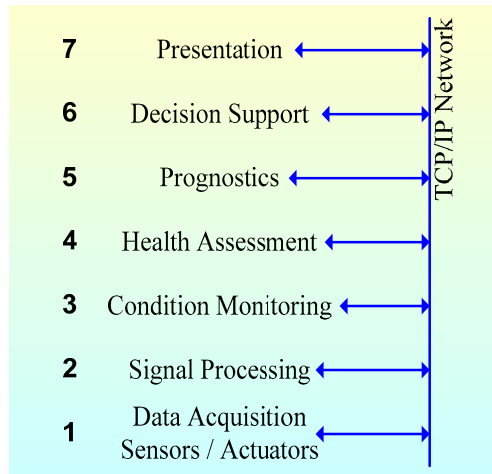 7 Presentation
6 Decision Support
5 Prognostics
4 Health Assessment
3 Condition Monitoring
2 Signal Processing
1 Data Acquisition
Sensors / Actuators
TCP/IP Network